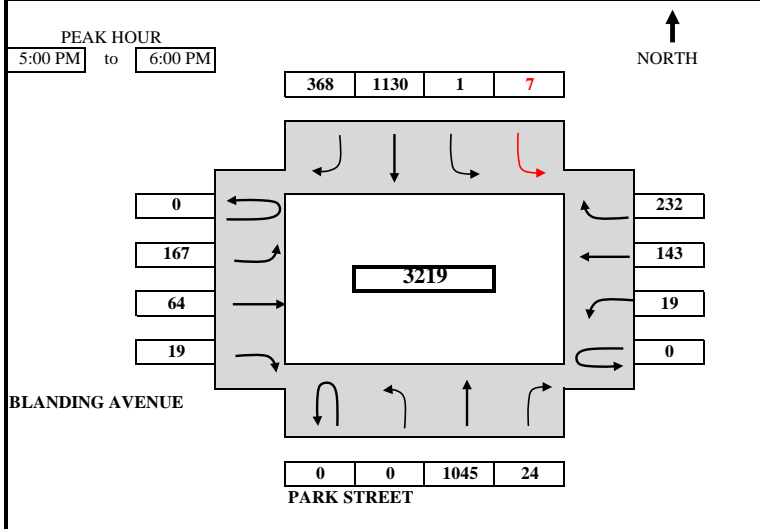 PEAK HOUR
5:00 PM to 6:00 PM
NORTH
368 1130 1 7
0 232
167 143
3219
64 19
19 0
BLANDING AVENUE
0 0 1045 24
PARK STREET